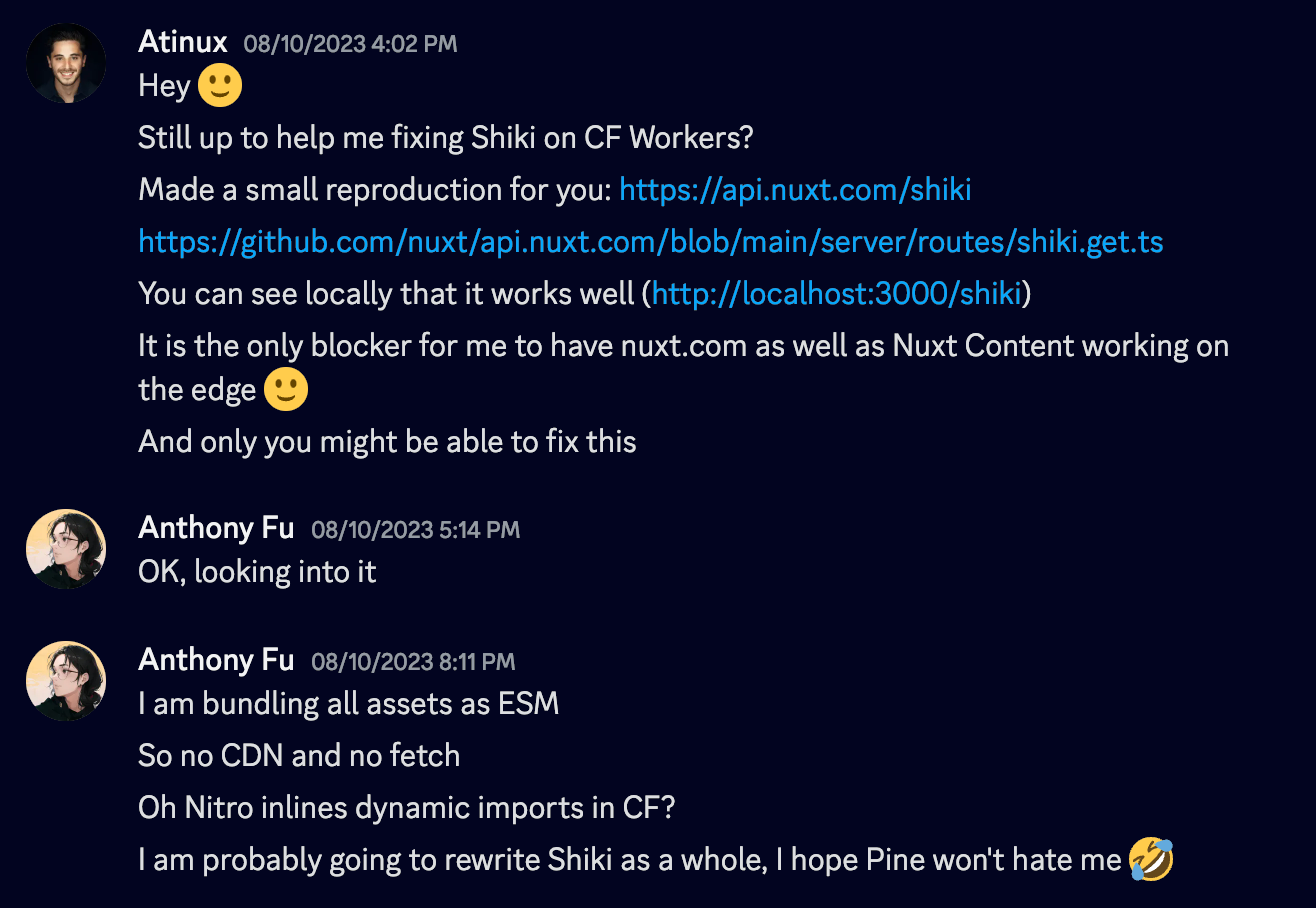 Atinux 08/10/2023 4:02 PM
Hey 🙂
Still up to help me fixing Shiki on CF Workers?
Made a small reproduction for you: https://api.nuxt.com/shiki
https://github.com/nuxt/api.nuxt.com/blob/main/server/routes/shiki.get.ts
You can see locally that it works well (http://localhost:3000/shiki)
It is the only blocker for me to have nuxt.com as well as Nuxt Content working on
the edge 🙂
And only you might be able to fix this
Anthony Fu 08/10/2023 5:14 PM
OK, looking into it
Anthony Fu 08/10/2023 8:11 PM
I am bundling all assets as ESM
So no CDN and no fetch
Oh Nitro inlines dynamic imports in CF?
I am probably going to rewrite Shiki as a whole, I hope Pine won't hate me 🤣